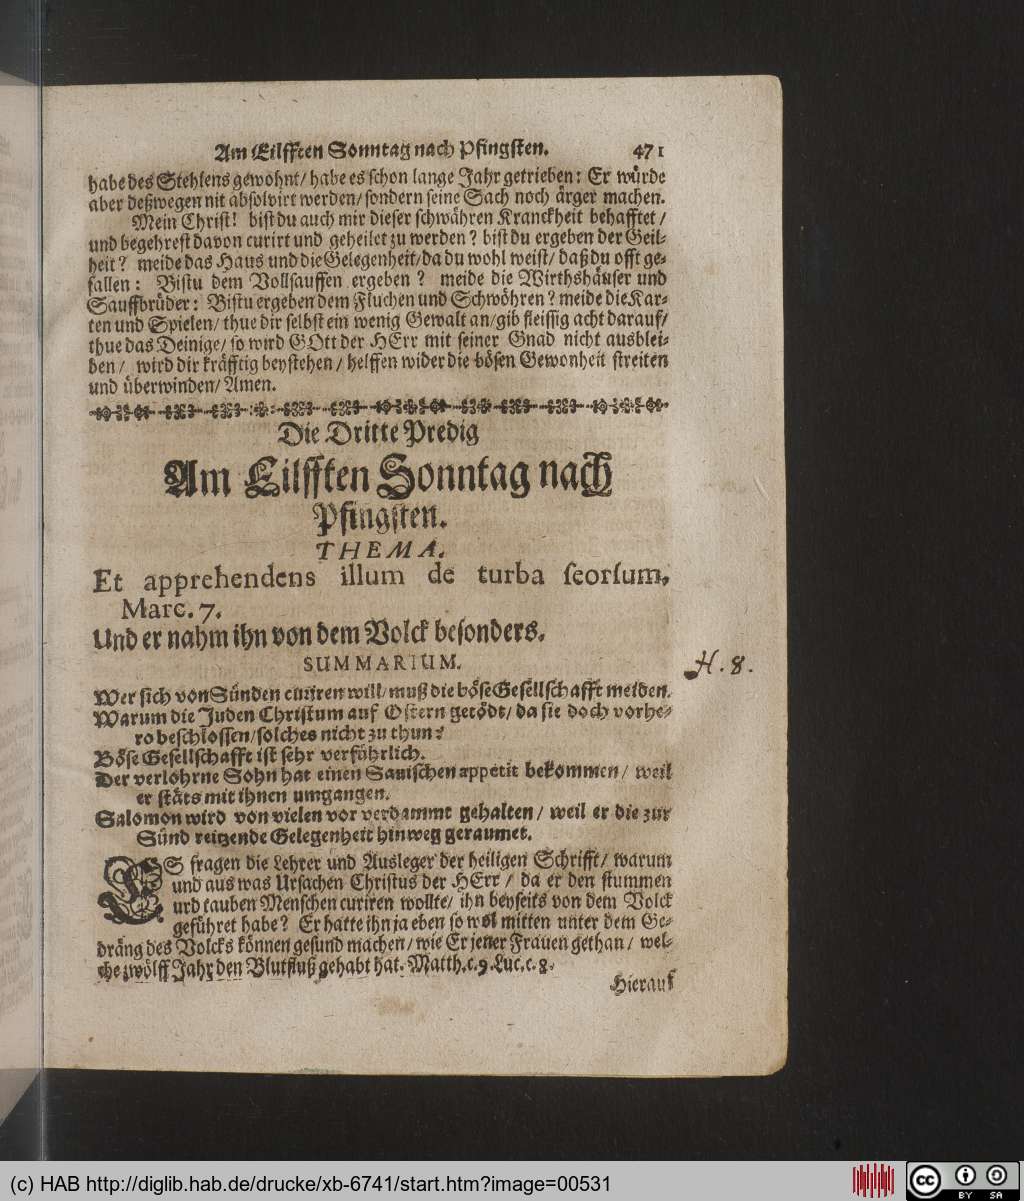 Am Eilfften Sonntag nach Pfingsten. 471
habe des Stehlens gewohnt/ habe es schon lange Jahr getrieben: Er würde
aber deßwegen nit absolvirt werden/ sondern seine Sach noch ärger machen.
Mein Christ! bist du auch mir dieser schwähren Kranckheit behafftet/
und begehrest davon curirt und geheilet zu werden? bist du ergeben der Geil-
heit? meide das Haus und die Gelegenheit/ da du wohl weist/ daß du offt ge-
fallen: Bistu dem Vollsauffen ergeben? meide die Wirthshäuser und
Sauffbrüder: Bistu ergeben dem Fluchen und Schwöhren? meide die Kar-
ten und Spielen/ thue dir selbst ein wenig Gewalt an/ gib fleissig acht darauf/
thue das Deinige/ so wird GOtt der HErr mit seiner Gnad nicht ausblei-
ben/ wird dir kräfftig beystehen/ helffen wider die bösen Gewonheit streiten
und überwinden/ Amen.
Die Dritte Predig
Am Eilfften Sonntag nach
Pfingsten.
THEMA.
Et apprehendens illum de turba seorsum,
Marc. 7.
Und er nahm ihn von dem Volck besonders.
SUMMARIUM.
H. 8.
Wer sich von Sünden curiren will/ muß die böse Gesellschafft meiden.
Warum die Juden Christum auf Ostern getödt/ da sie doch vorhe-
ro beschlossen/ solches nicht zu thun?
Böse Gesellschafft ist sehr verführlich.
Der verlohrne Sohn hat einen Sauischen appetit bekommen/ weil
er stäts mit ihnen umgangen.
Salomon wird von vielen vor verdammt gehalten/ weil er die zur
Sünd reitzende Gelegenheit hinweg geraumet.
ES fragen die Lehrer und Ausleger der heiligen Schrifft/ warum
und aus was Ursachen Christus der HErr/ da er den stummen
und tauben Menschen curiren wollte/ ihn beyseits von dem Volck
geführet habe? Er hatte ihn ja eben so wol mitten unter dem Ge-
dräng des Volcks können gesund machen/ wie Er jener Frauen gethan/ wel-
che zwölff Jahr den Blutfluß gehabt hat. Matth. c. 9. Luc. c. 8.
Hierauf
(c) HAB http://diglib.hab.de/drucke/xb-6741/start.htm?image=00531
cc BY SA